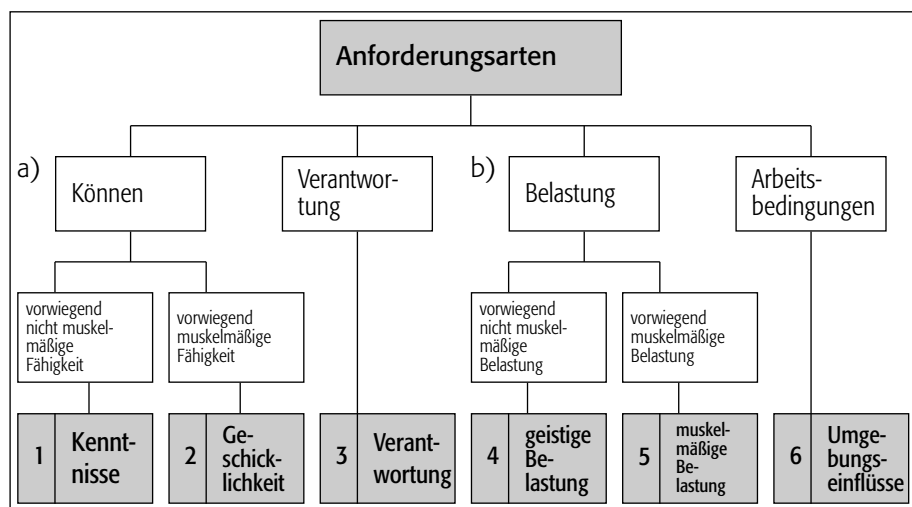 Anforderungsarten
a)
Können
Verantwor-
tung
b)
Belastung
Arbeits-
bedingungen
vorwiegend
nicht muskel-
mäßige
Fähigkeit
vorwiegend
muskelmäßige
Fähigkeit
vorwiegend
nicht muskel-
mäßige
Belastung
vorwiegend
muskelmäßige
Belastung
1
Kennt-
nisse
2
Ge-
schick-
lichkeit
3
Verant-
wortung
4
geistige
Be-
lastung
5
muskel-
mäßige
Be-
lastung
6
Umge-
bungs-
einflüsse